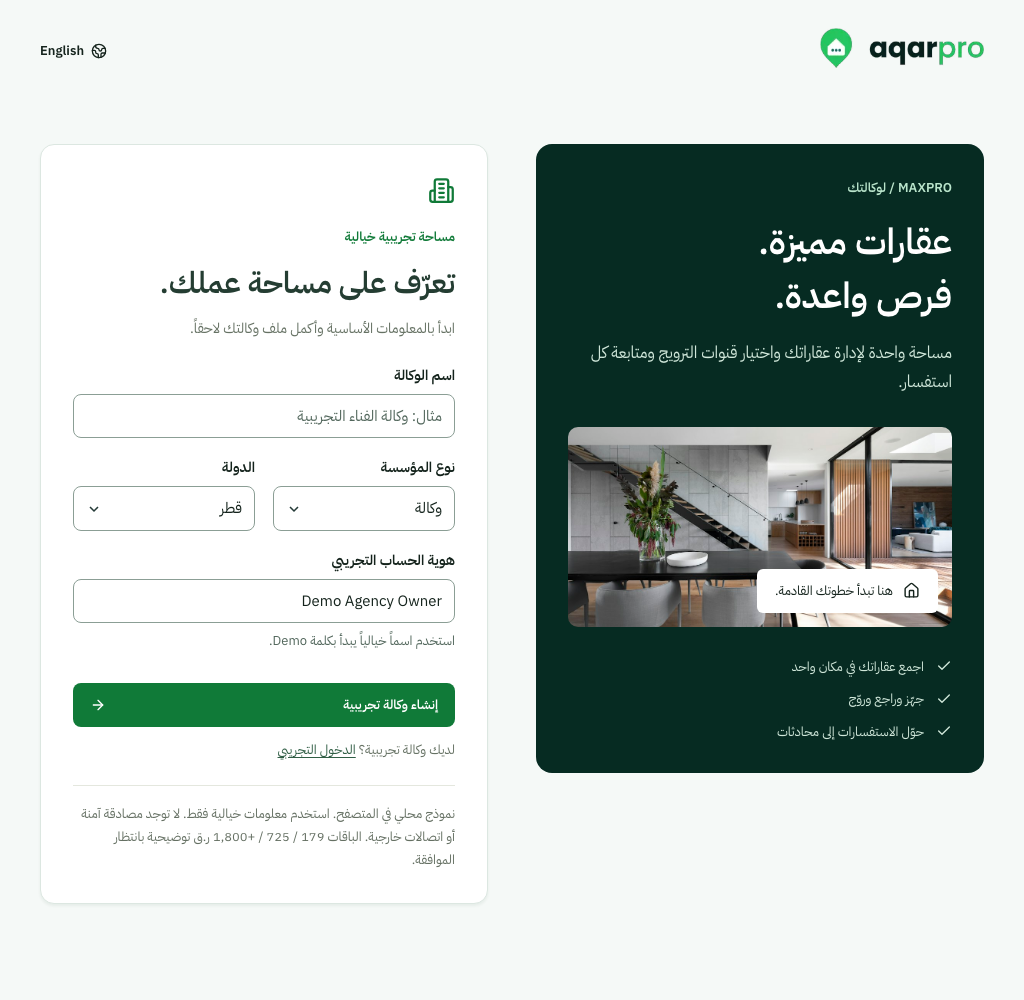 aqarpro
English
MAXPRO / لوكالتك
عقارات مميزة.
فرص واعدة.
مساحة واحدة لإدارة عقاراتك واختيار قنوات الترويج ومتابعة كل
استفسار.
هنا تبدأ خطوتك القادمة.
اجمع عقاراتك في مكان واحد
جهّز وراجع وروّج
حوّل الاستفسارات إلى محادثات
مساحة تجريبية خيالية
تعرّف على مساحة عملك.
ابدأ بالمعلومات الأساسية وأكمل ملف وكالتك لاحقاً.
اسم الوكالة
مثال: وكالة الفناء التجريبية
نوع المؤسسة
وكالة
الدولة
قطر
هوية الحساب التجريبي
Demo Agency Owner
استخدم اسماً خيالياً يبدأ بكلمة Demo.
إنشاء وكالة تجريبية
لديك وكالة تجريبية؟ الدخول التجريبي
نموذج محلي في المتصفح. استخدم معلومات خيالية فقط. لا توجد مصادقة آمنة
أو اتصالات خارجية. الباقات 179 / 725 / +1,800 ر.ق توضيحية بانتظار
الموافقة.